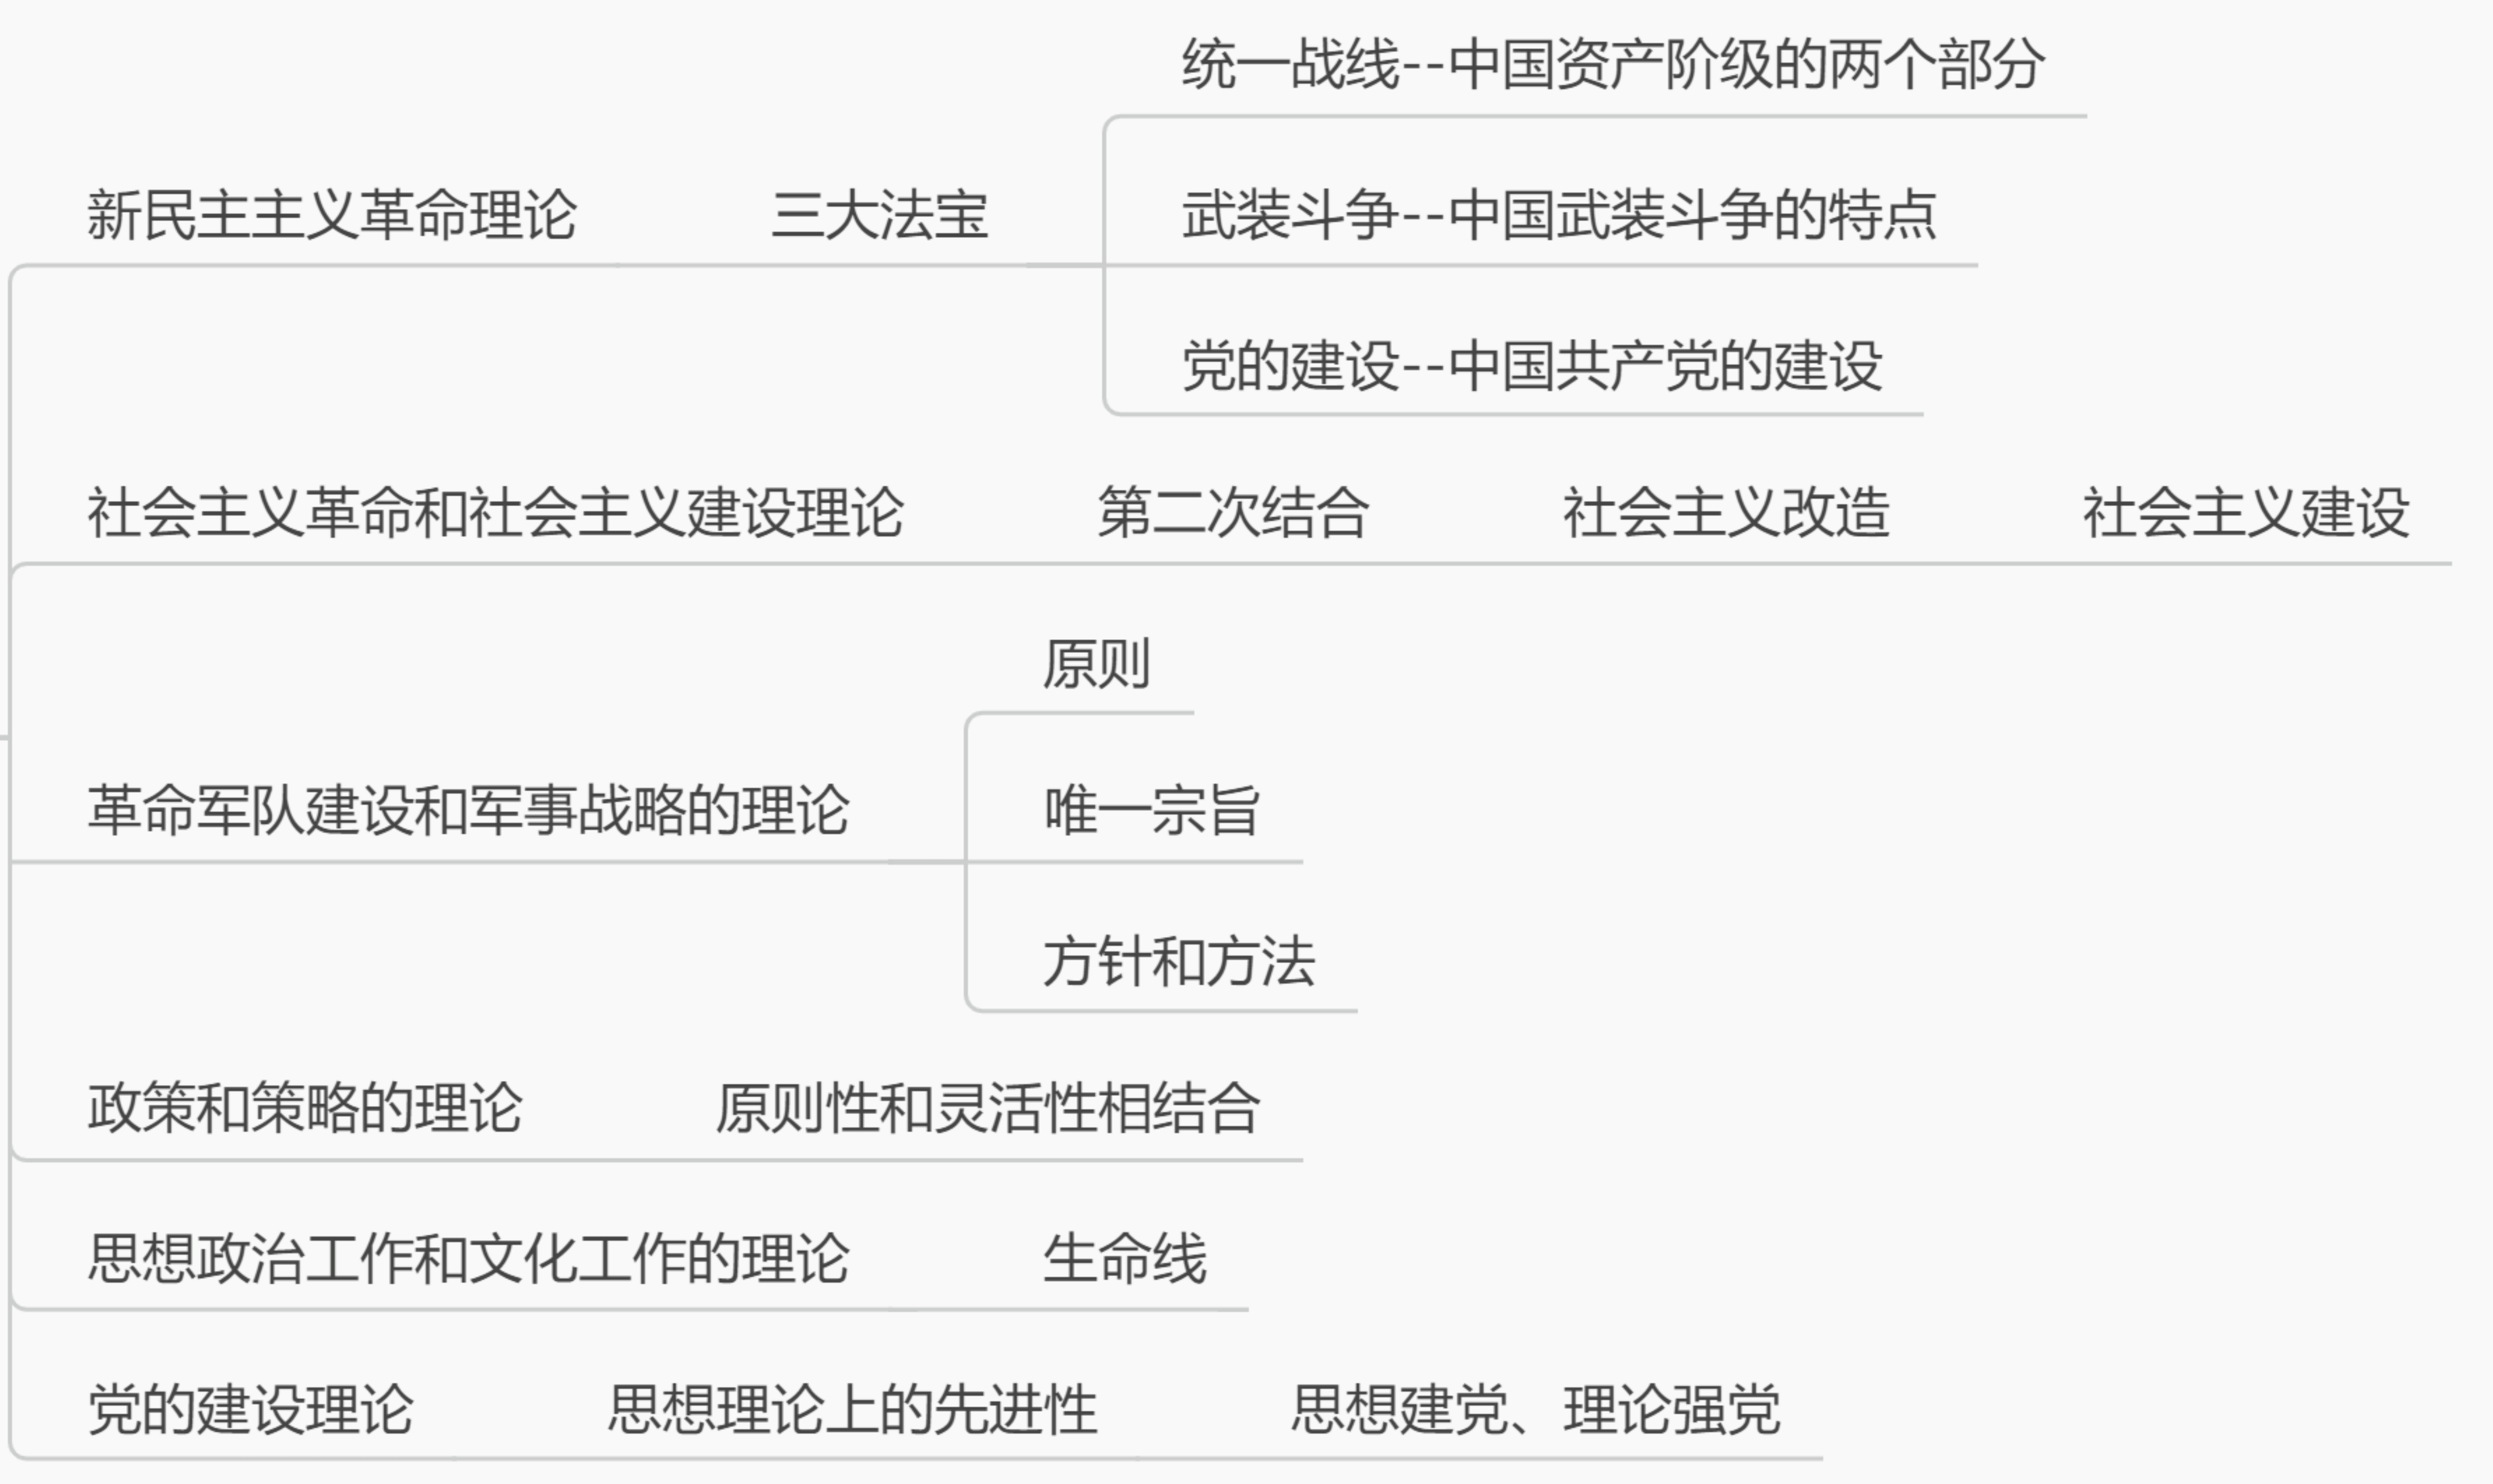 统一战线--中国资产阶级的两个部分
新民主主义革命理论 三大法宝 武装斗争--中国武装斗争的特点
党的建设--中国共产党的建设
社会主义革命和社会主义建设理论 第二次结合 社会主义改造 社会主义建设
原则
革命军队建设和军事战略的理论 唯一宗旨
方针和方法
政策和策略的理论 原则性和灵活性相结合
思想政治工作和文化工作的理论 生命线
党的建设理论 思想理论上的先进性 思想建党、理论强党